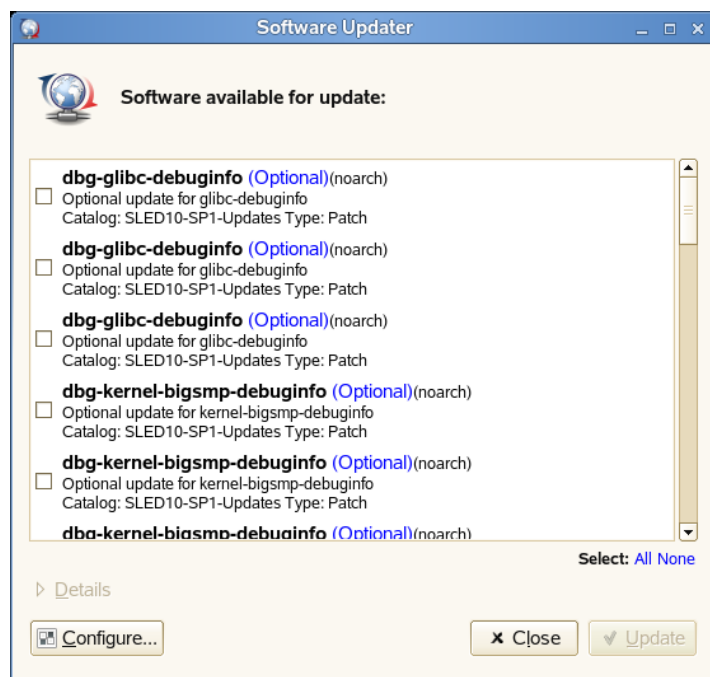 Software Updater
Software available for update:
dbg-glibc-debuginfo (Optional)(noarch)
Optional update for glibc-debuginfo
Catalog: SLED10-SP1-Updates Type: Patch
dbg-glibc-debuginfo (Optional)(noarch)
Optional update for glibc-debuginfo
Catalog: SLED10-SP1-Updates Type: Patch
dbg-glibc-debuginfo (Optional)(noarch)
Optional update for glibc-debuginfo
Catalog: SLED10-SP1-Updates Type: Patch
dbg-kernel-bigsmp-debuginfo (Optional)(noarch)
Optional update for kernel-bigsmp-debuginfo
Catalog: SLED10-SP1-Updates Type: Patch
dbg-kernel-bigsmp-debuginfo (Optional)(noarch)
Optional update for kernel-bigsmp-debuginfo
Catalog: SLED10-SP1-Updates Type: Patch
dbg-kernel-bigsmp-debuginfo (Optional)(noarch)
Select: All None
Details
Configure... Close Update